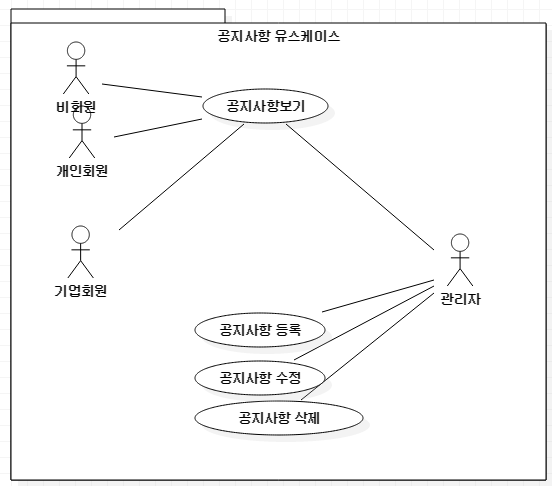 공지사항 유스케이스
비회원
공지사항보기
개인회원
기업회원
관리자
공지사항 등록
공지사항 수정
공지사항 삭제